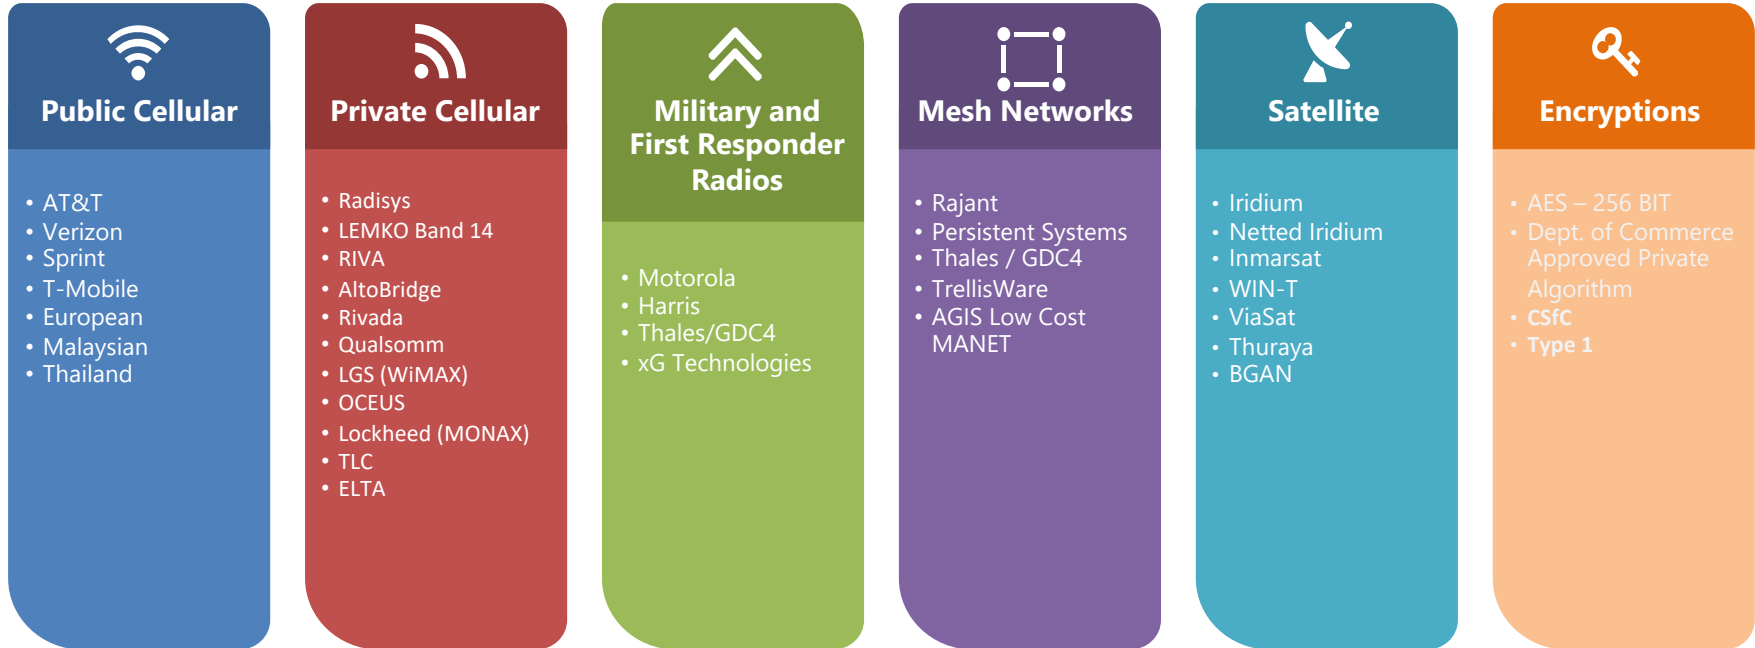 Public Cellular
• AT&T
• Verizon
• Sprint
• T-Mobile
• European
• Malaysian
• Thailand
Private Cellular
• Radisys
• LEMKO Band 14
• RIVA
• AltoBridge
• Rivada
• Qualsomm
• LGS (WiMAX)
• OCEUS
• Lockheed (MONAX)
• TLC
• ELTA
Military and
First Responder
Radios
• Motorola
• Harris
• Thales/GDC4
• xG Technologies
Mesh Networks
• Rajant
• Persistent Systems
• Thales / GDC4
• TrellisWare
• AGIS Low Cost
MANET
Satellite
• Iridium
• Netted Iridium
• Inmarsat
• WIN-T
• ViaSat
• Thuraya
• BGAN
Encryptions
• AES – 256 BIT
• Dept. of Commerce
Approved Private
Algorithm
• CSfC
• Type 1